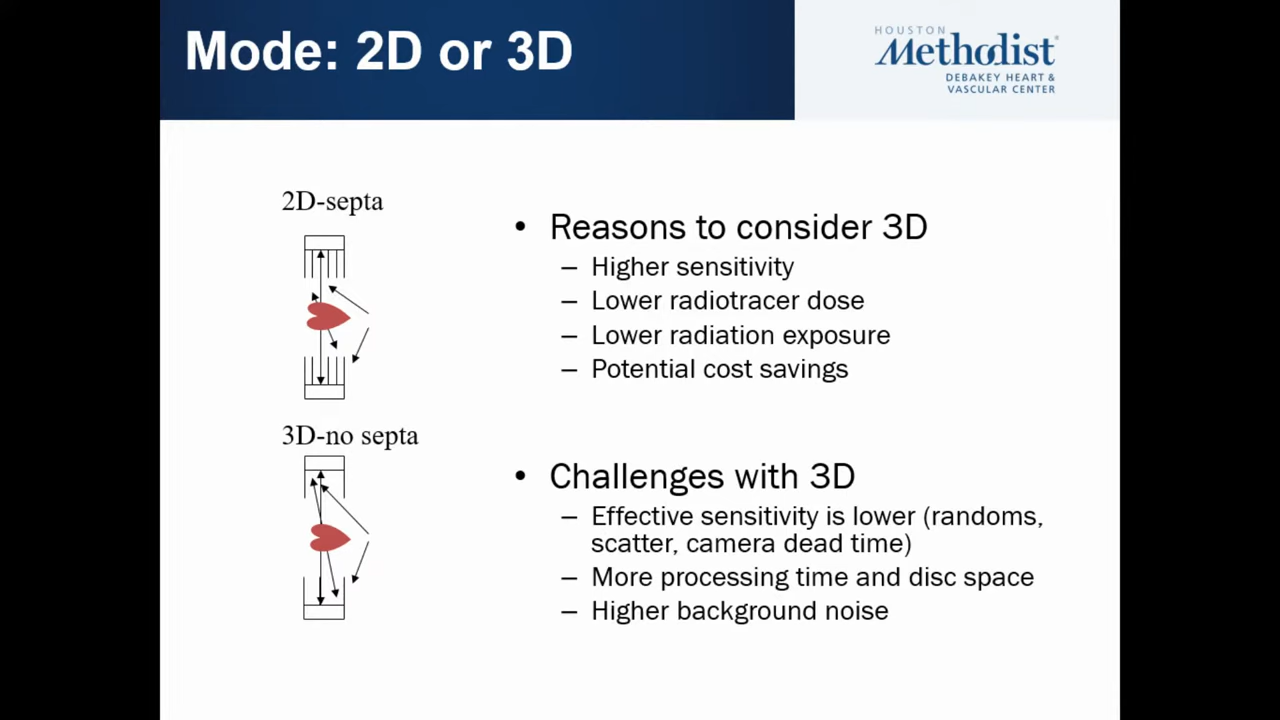 Mode: 2D or 3D
HOUSTON
Methodist
DEBAKEY HEART &
VASCULAR CENTER
2D-septa
• Reasons to consider 3D
– Higher sensitivity
– Lower radiotracer dose
– Lower radiation exposure
– Potential cost savings
3D-no septa
• Challenges with 3D
– Effective sensitivity is lower (randoms,
scatter, camera dead time)
– More processing time and disc space
– Higher background noise